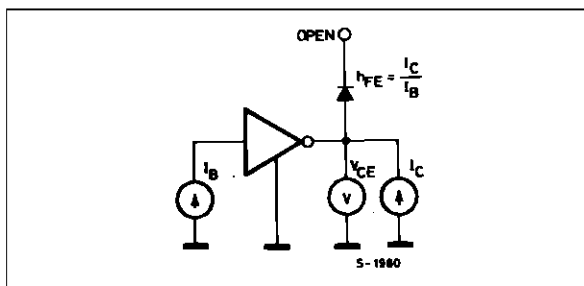 OPEN
hFE = IC
IB
IB
VCE
IC
V
S-1980